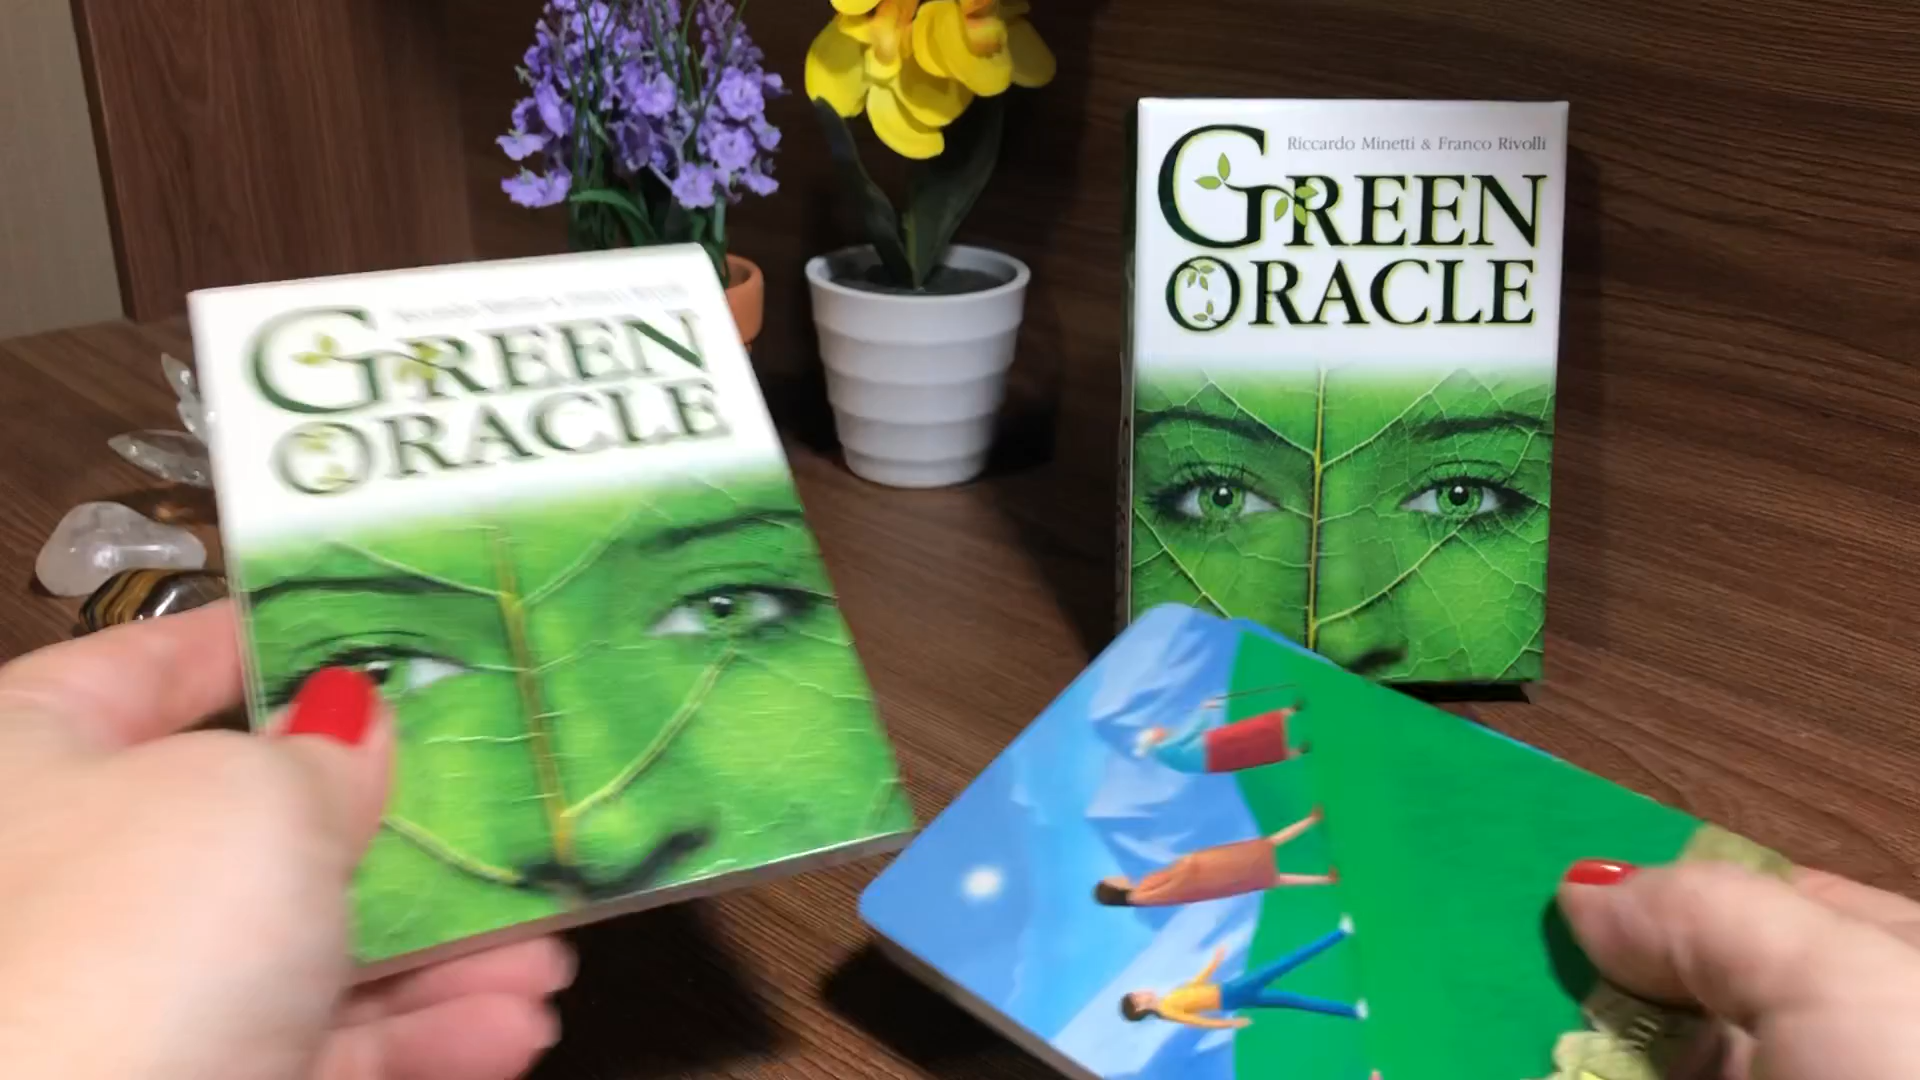 GREEN
ORACLE
Riccardo Minetti & Franco Rivolli
GREEN
ORACLE